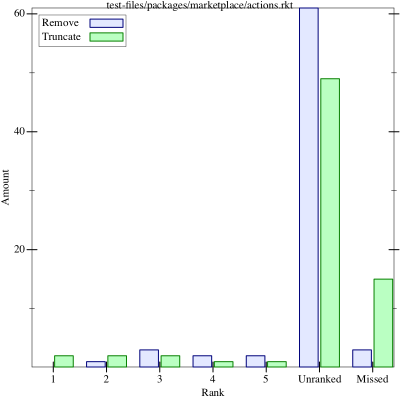 test-files/packages/marketplace/actions.rkt
Remove
Truncate
60
40
20
Amount
1 2 3 4 5 Unranked Missed
Rank